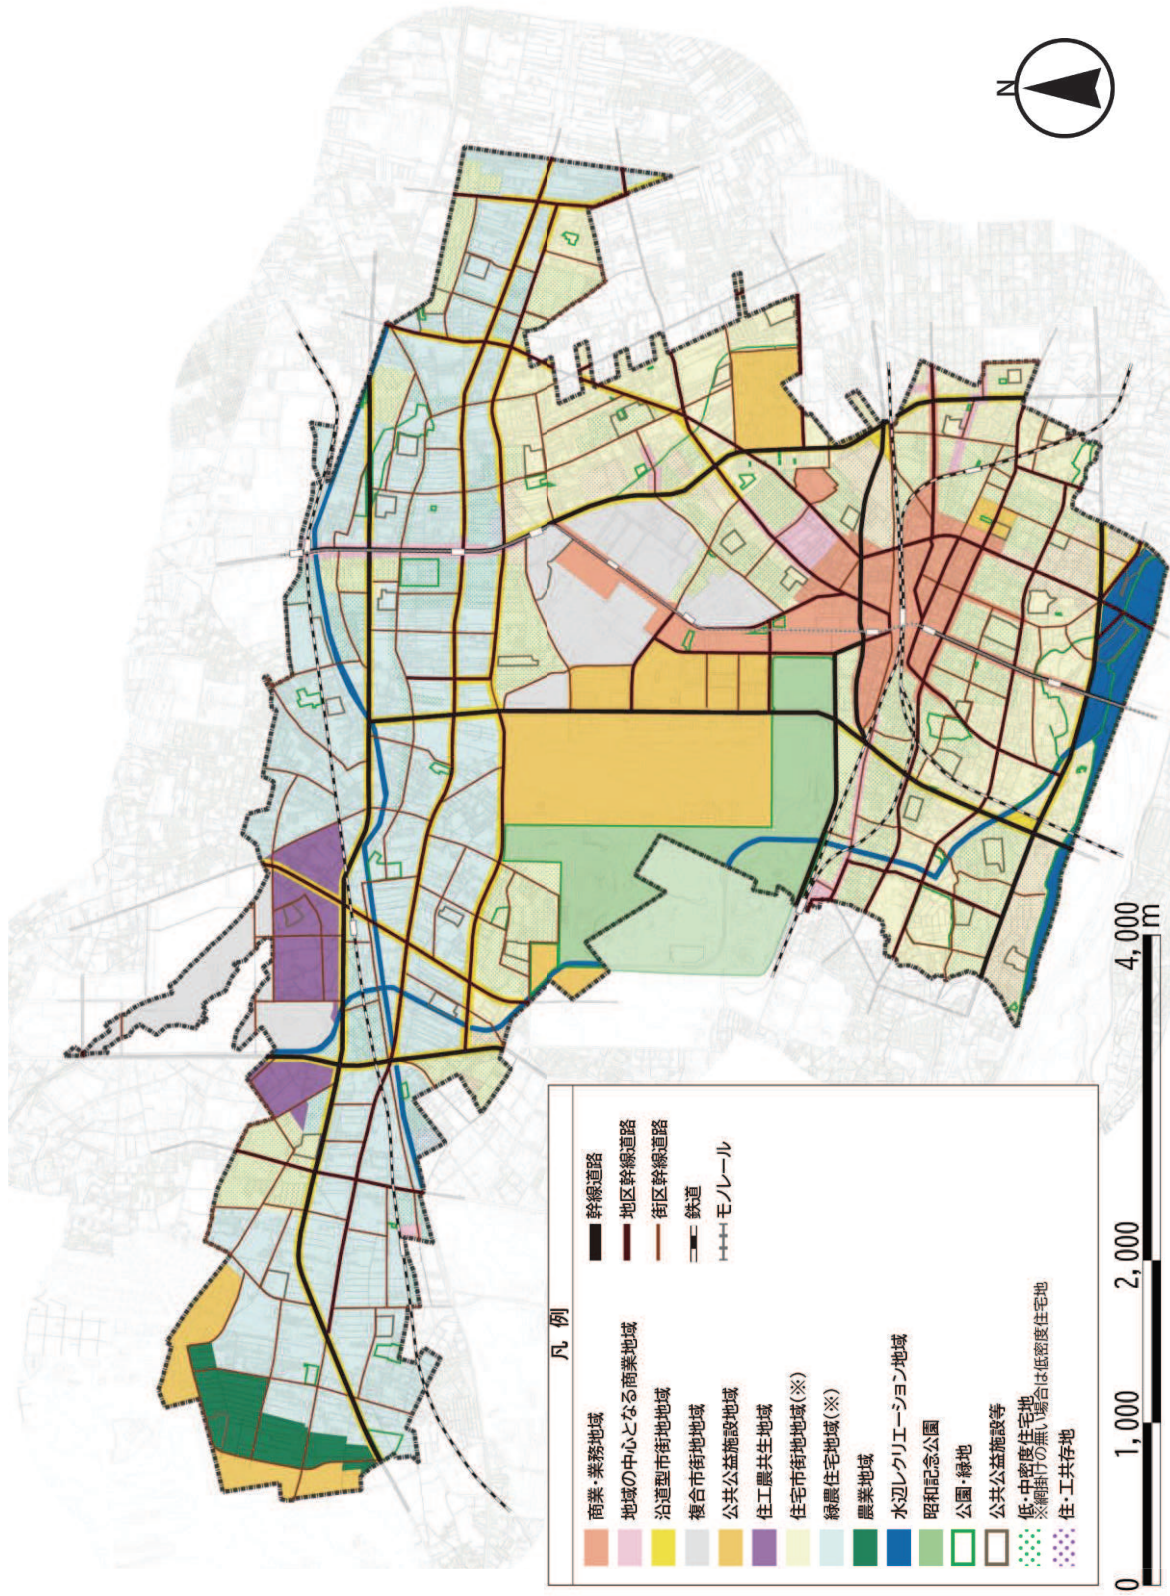 N
凡 例
商業・業務地域
地域の中心となる商業地域
沿道型市街地地域
複合市街地地域
公共公益施設地域
住工農共生地域
住宅市街地地域(※)
緑農住宅地域(※)
農業地域
水辺レクリエーション地域
昭和記念公園
公園・緑地
公共公益施設等
低・中密度住宅地
※網掛けの無い場合は低密度住宅地
住・工共存地
幹線道路
地区幹線道路
街区幹線道路
鉄道
モノレール
0 1,000 2,000 4,000
m